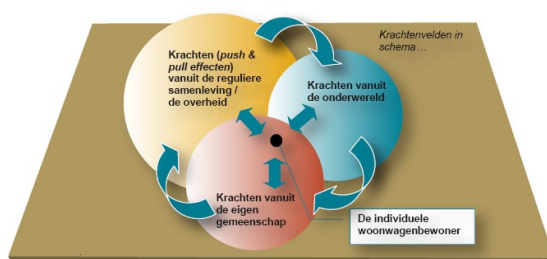 Krachtenvelden in
schema…
Krachten (push &
pull effecten)
vanuit de reguliere
samenleving /
de overheid
Krachten vanuit
de onderwereld
Krachten vanuit
de eigen
gemeenschap
De individuele
woonwagenbewoner